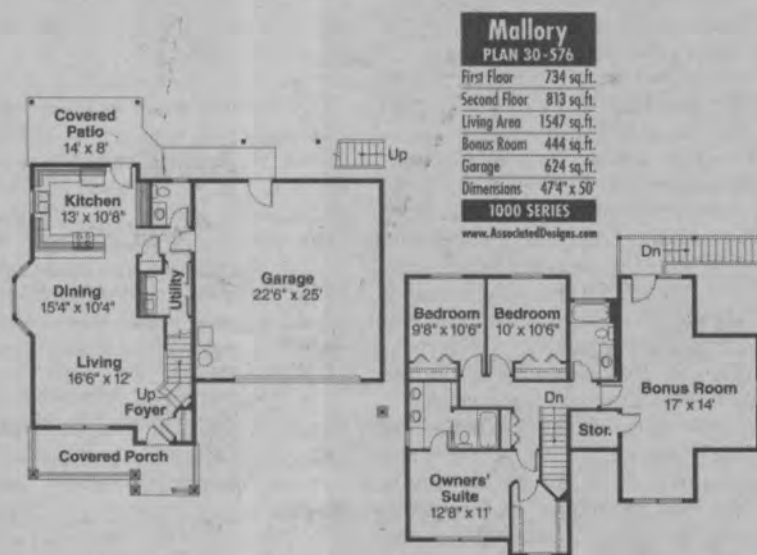 Mallory
PLAN 30-576
First Floor 734 sq.ft.
Second Floor 813 sq.ft.
Living Area 1547 sq.ft.
Bonus Room 444 sq.ft.
Garage 624 sq.ft.
Dimensions 47'4" x 50'
1000 SERIES
www.AssociatedDesigns.com
Covered
Patio
14' x 8'
Up
Kitchen
13' x 10'8"
Utility
Garage
22'6" x 25'
Dining
15'4" x 10'4"
Living
16'6" x 12'
Up
Foyer
Covered Porch
Dn
Bedroom
9'8" x 10'6"
Bedroom
10' x 10'6"
Bonus Room
17' x 14'
Dn
Stor.
Owners'
Suite
12'8" x 11'